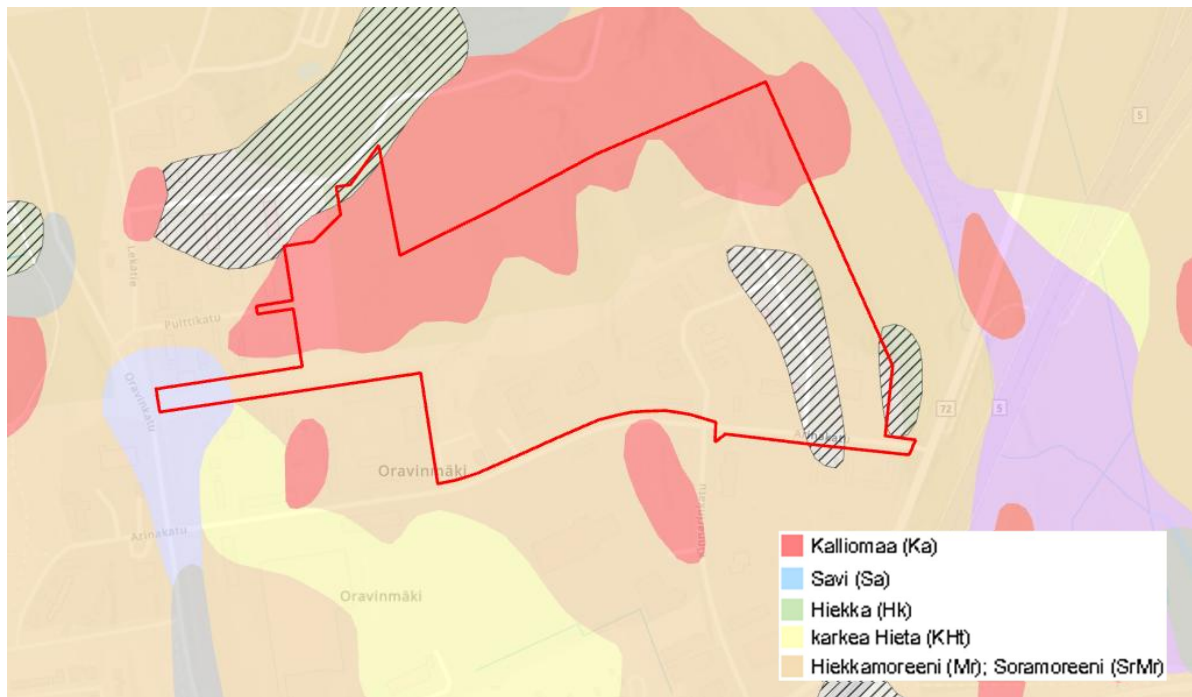 5
Lekatie
Pulttikatu
Oravinkatu
72
5
Arinakatu
Oravinmäki
Arinakatu
Oravinmäki
Kalliomaa (Ka)
Savi (Sa)
Hiekka (Hk)
karkea Hieta (KHt)
Hiekkamoreeni (Mr); Soramoreeni (SrMr)